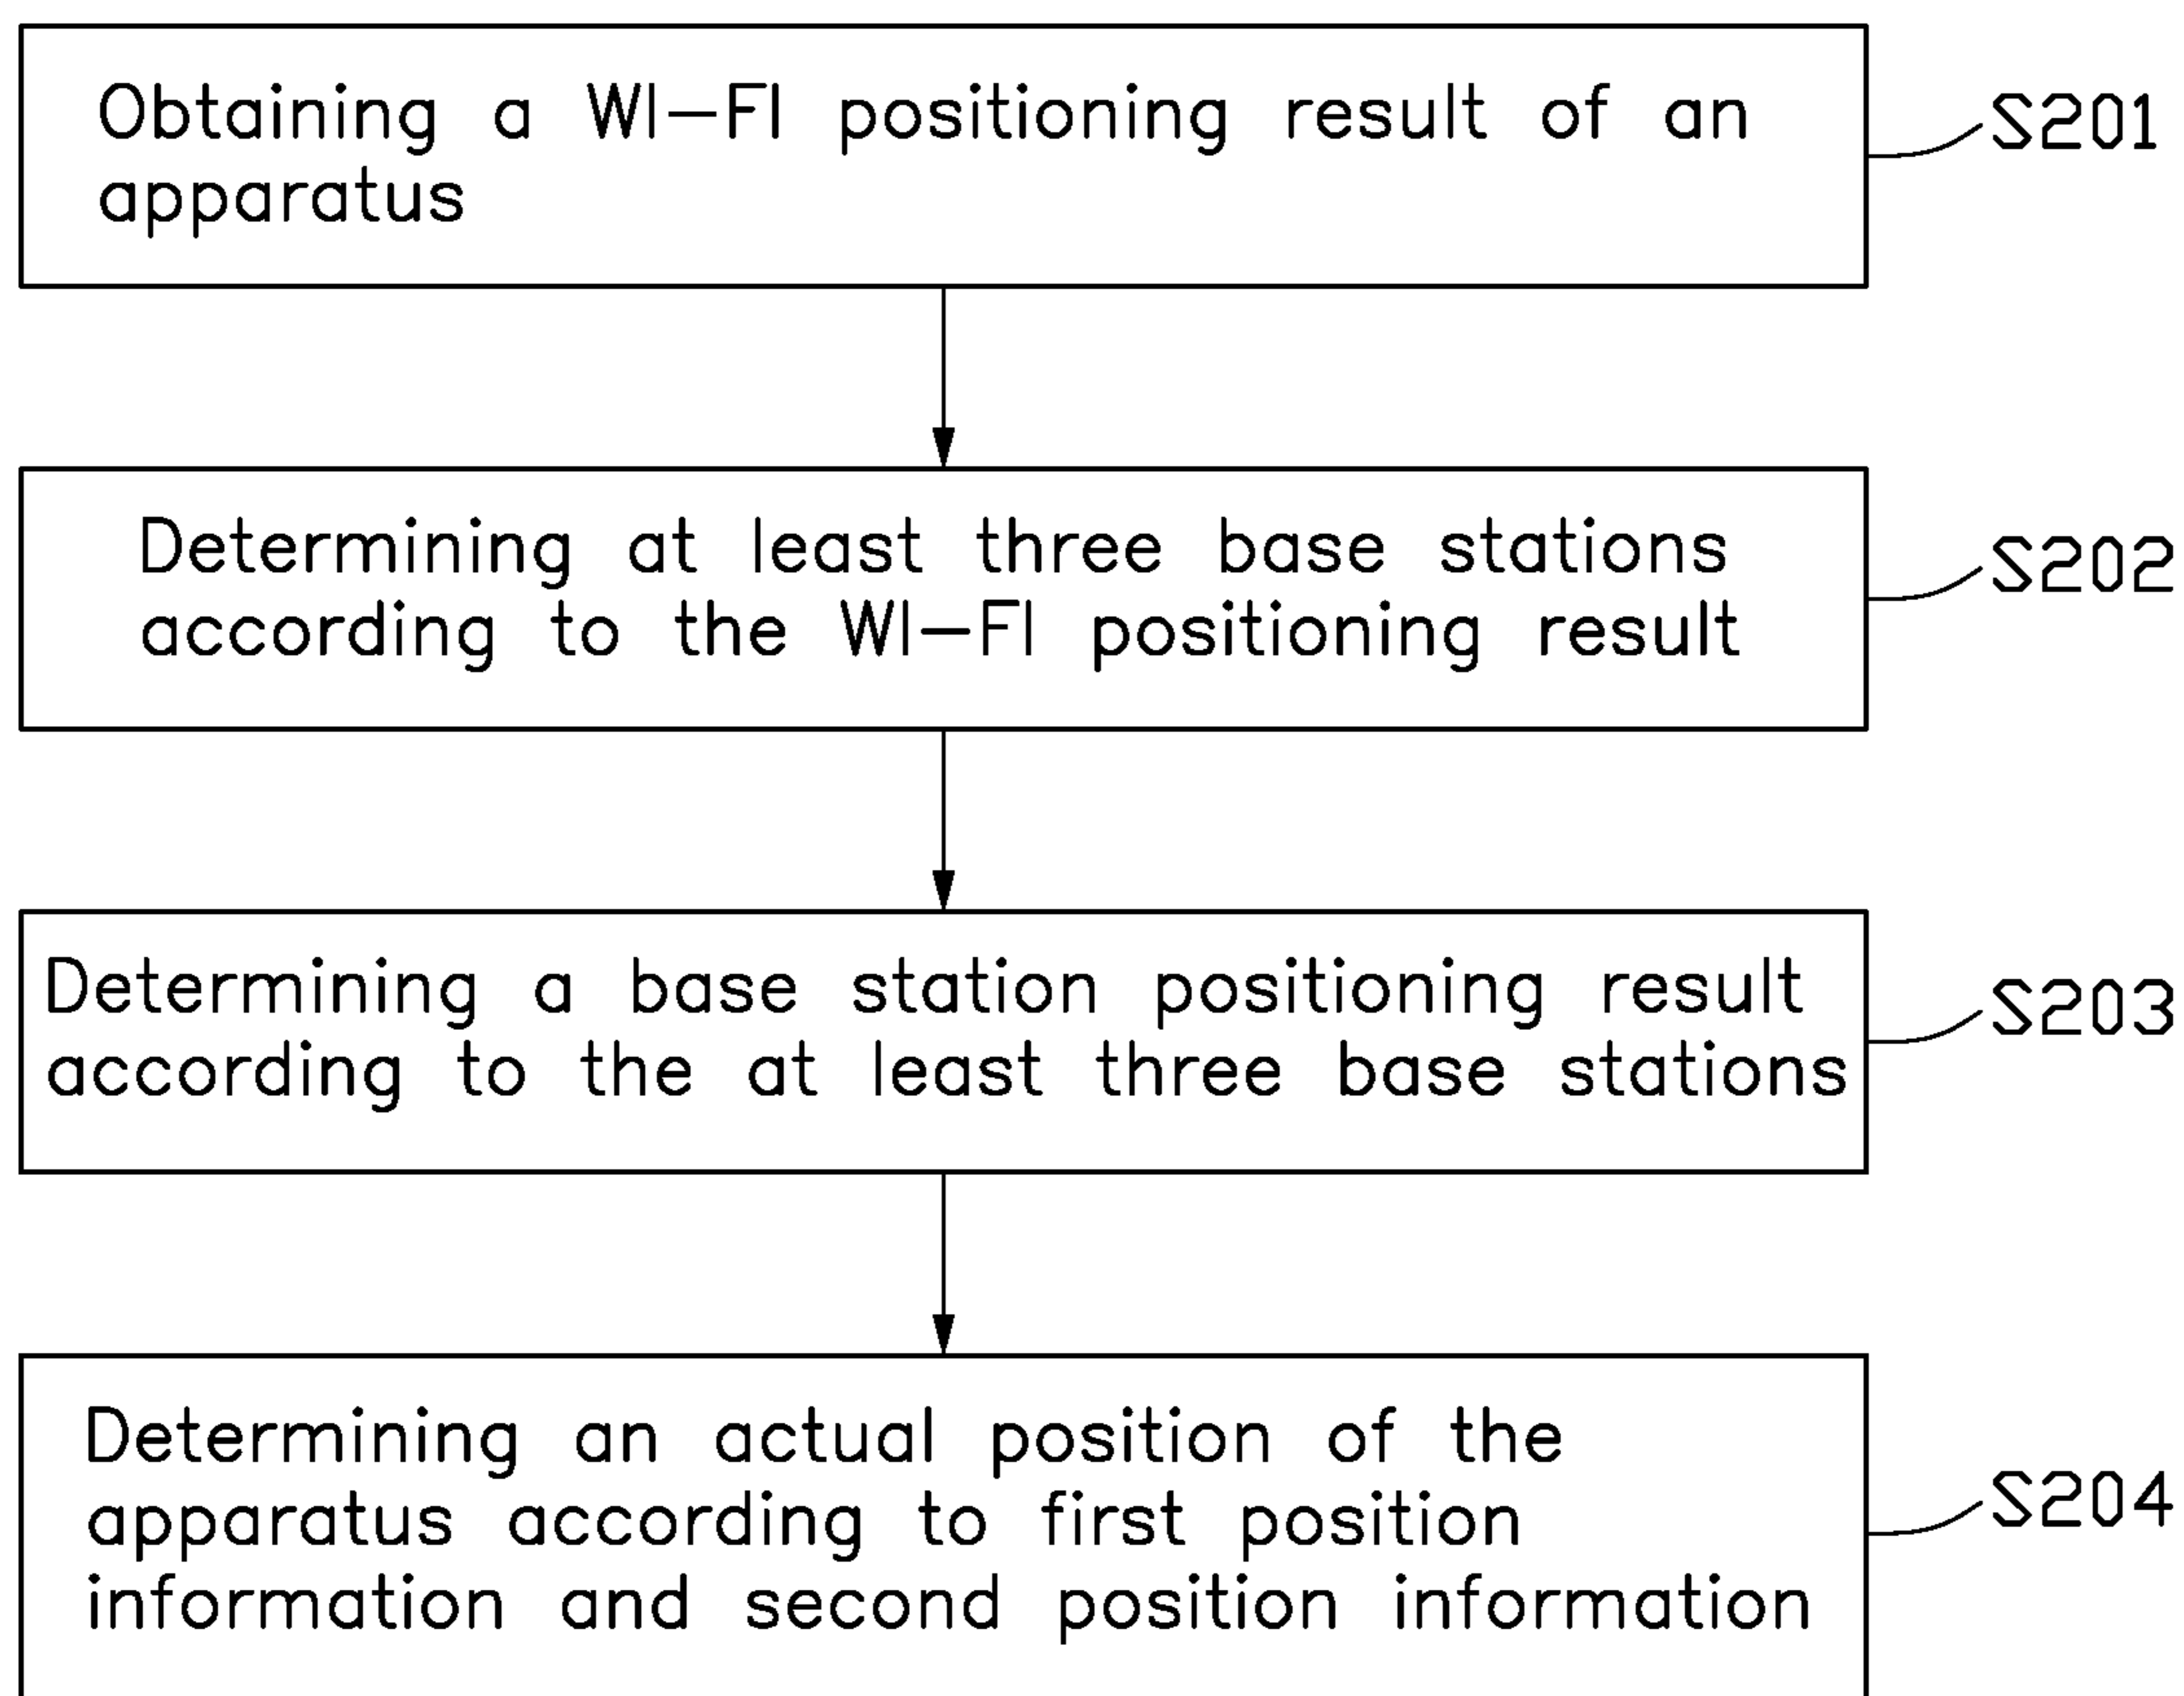 Obtaining a WI-FI positioning result of an
apparatus
S201
Determining at least three base stations
according to the WI-FI positioning result
S202
Determining a base station positioning result
according to the at least three base stations
S203
Determining an actual position of the
apparatus according to first position
information and second position information
S204